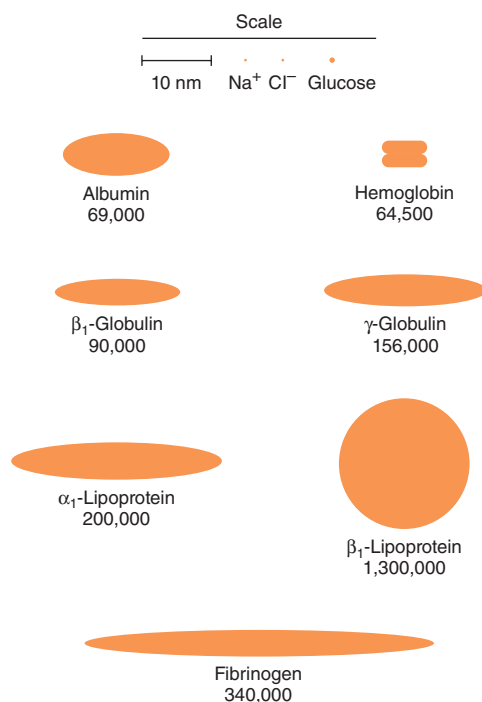 Scale
10 nm Na⁺ Cl⁻ Glucose
Albumin
69,000
Hemoglobin
64,500
β₁-Globulin
90,000
γ-Globulin
156,000
α₁-Lipoprotein
200,000
β₁-Lipoprotein
1,300,000
Fibrinogen
340,000